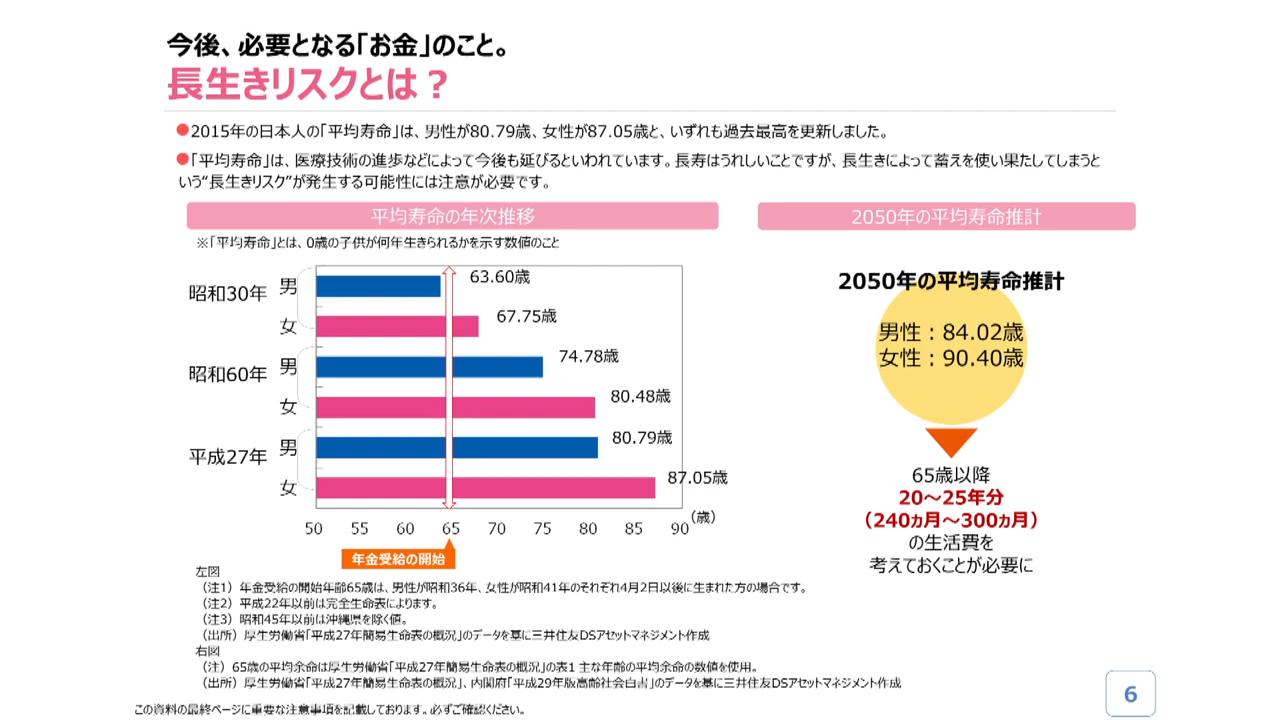 今後、必要となる「お金」のこと。
長生きリスクとは？
●2015年の日本人の「平均寿命」は、男性が80.79歳、女性が87.05歳と、いずれも過去最高を更新しました。
●「平均寿命」は、医療技術の進歩などによって今後も延びるといわれています。長寿はうれしいことですが、長生きによって蓄えを使い果たしてしまうと
いう“長生きリスク”が発生する可能性には注意が必要です。
平均寿命の年次推移
※「平均寿命」とは、0歳の子供が何年生きられるかを示す数値のこと
昭和30年
男
63.60歳
女
67.75歳
昭和60年
男
74.78歳
女
80.48歳
平成27年
男
80.79歳
女
87.05歳
50 55 60 65 70 75 80 85 90 （歳）
年金受給の開始
2050年の平均寿命推計
2050年の平均寿命推計
男性：84.02歳
女性：90.40歳
65歳以降
20～25年分
（240ヵ月～300ヵ月）
の生活費を
考えておくことが必要に
左図
（注1）年金受給の開始年齢65歳は、男性が昭和36年、女性が昭和41年のそれぞれ4月2日以後に生まれた方の場合です。
（注2）平成22年以前は完全生命表によります。
（注3）昭和45年以前は沖縄県を除く値。
（出所）厚生労働省「平成27年簡易生命表の概況」のデータを基に三井住友DSアセットマネジメント作成
右図
（注）65歳の平均余命は厚生労働省「平成27年簡易生命表の概況」の表1 主な年齢の平均余命の数値を使用。
（出所）厚生労働省「平成27年簡易生命表の概況」、内閣府「平成29年版高齢社会白書」のデータを基に三井住友DSアセットマネジメント作成
この資料の最終ページに重要な注意事項を記載しております。必ずご確認ください。
6